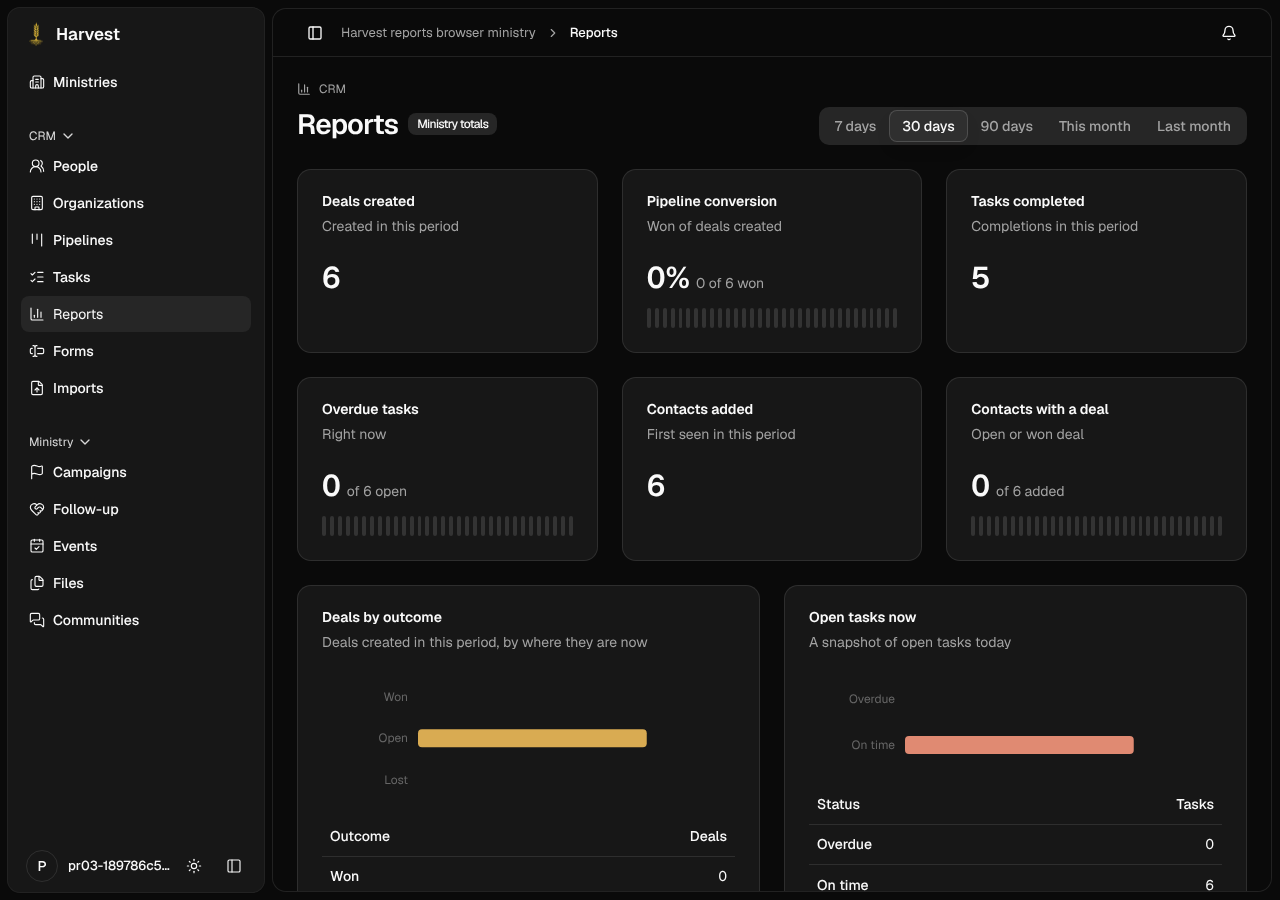 Harvest
Ministries
CRM
People
Organizations
Pipelines
Tasks
Reports
Forms
Imports
Ministry
Campaigns
Follow-up
Events
Files
Communities
P pr03-189786c5…
Harvest reports browser ministry > Reports
CRM
Reports Ministry totals
7 days 30 days 90 days This month Last month
Deals created
Created in this period
6
Pipeline conversion
Won of deals created
0% 0 of 6 won
Tasks completed
Completions in this period
5
Overdue tasks
Right now
0 of 6 open
Contacts added
First seen in this period
6
Contacts with a deal
Open or won deal
0 of 6 added
Deals by outcome
Deals created in this period, by where they are now
Won
Open
Lost
Outcome Deals
Won 0
Open tasks now
A snapshot of open tasks today
Overdue
On time
Status Tasks
Overdue 0
On time 6